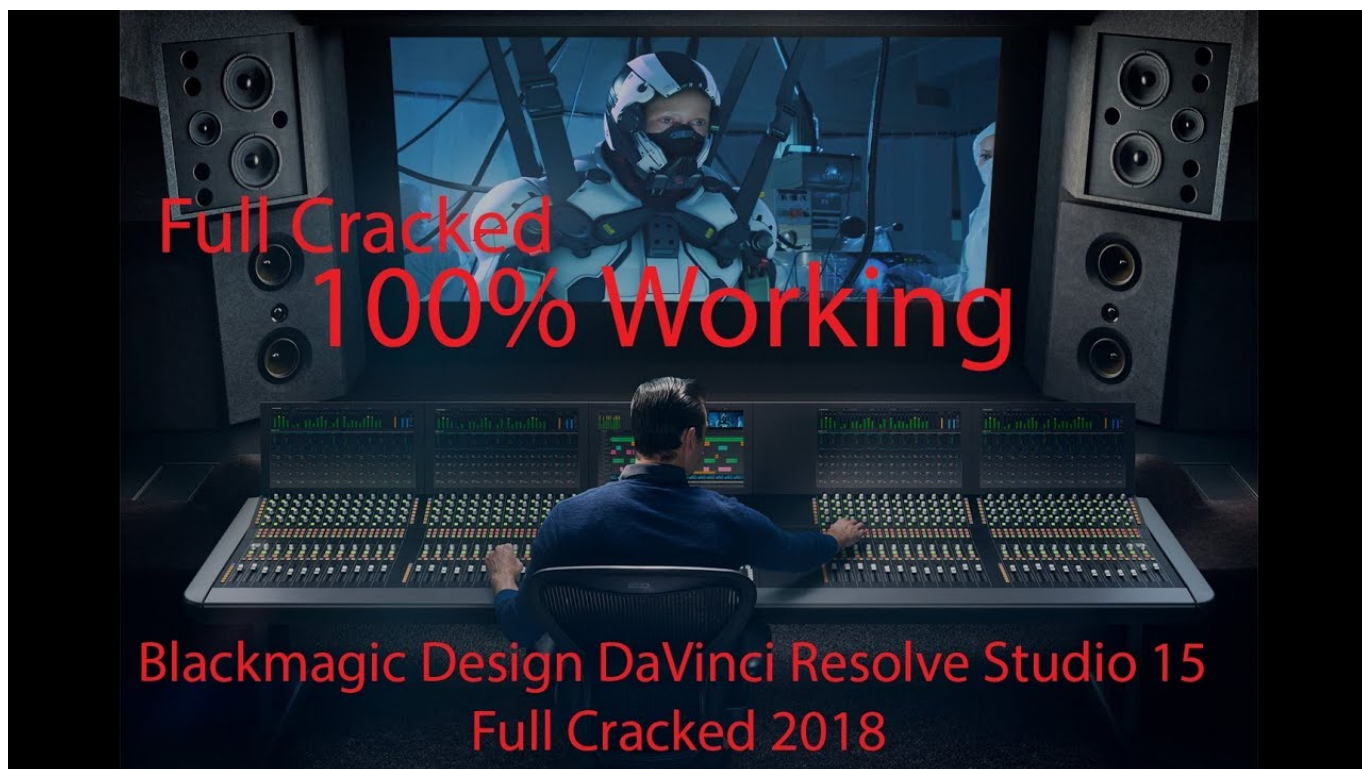 Full Cracked
100% Working
Blackmagic Design DaVinci Resolve Studio 15
Full Cracked 2018